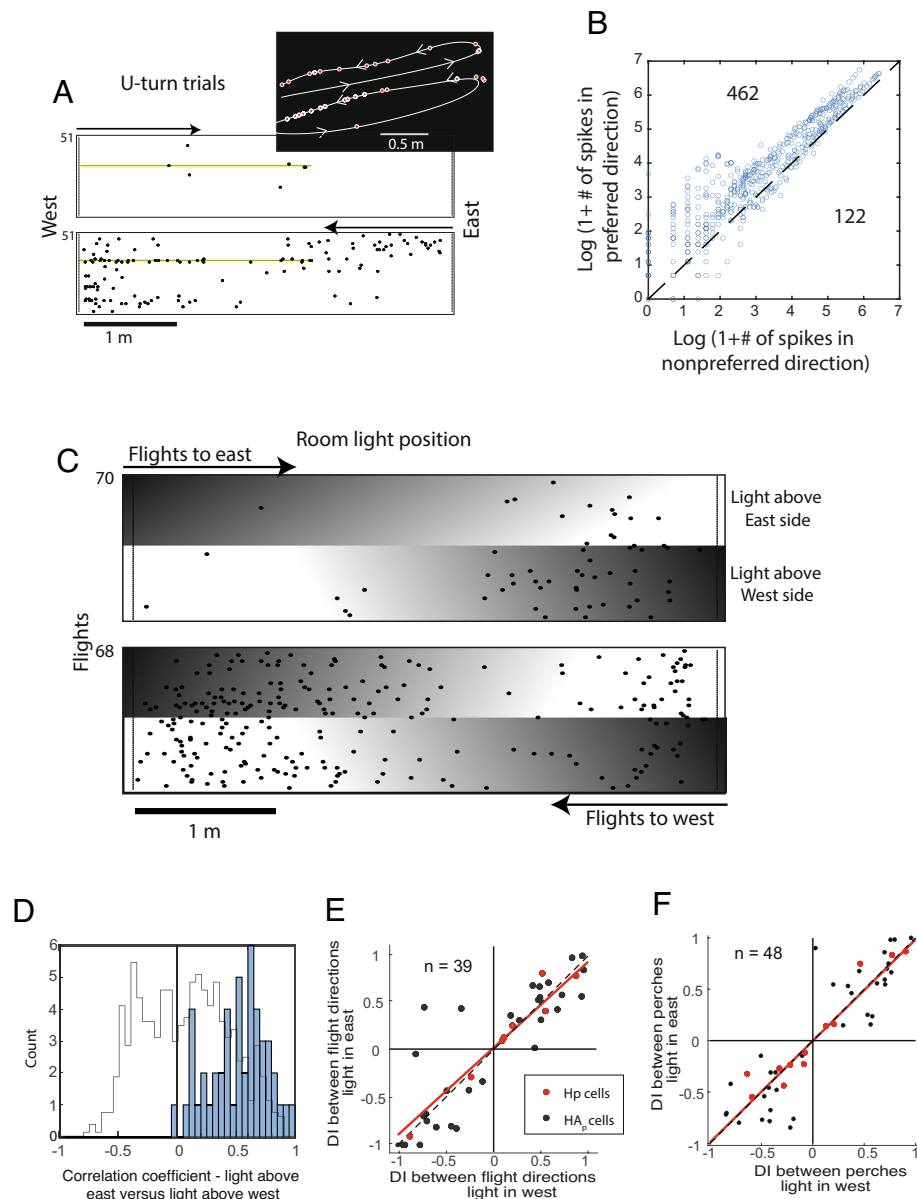 A
U-turn trials
0.5 m
51
West
East
51
1 m
B
Log (1+ # of spikes in
preferred direction)
7
6
5
4
3
2
1
0
462
122
0 1 2 3 4 5 6 7
Log (1+# of spikes in
nonpreferred direction)
C
Flights to east
Room light position
70
Light above
East side
Light above
West side
Flights
68
1 m
Flights to west
D
Count
6
5
4
3
2
1
0
-1 -0.5 0 0.5 1
Correlation coefficient - light above
east versus light above west
E
DI between flight directions
light in east
1
0.5
0
-0.5
-1
n = 39
Hp cells
HAp cells
-1 -0.5 0 0.5 1
DI between flight directions
light in west
F
DI between perches
light in east
1
0.5
0
-0.5
-1
n = 48
-1 -0.5 0 0.5 1
DI between perches
light in west